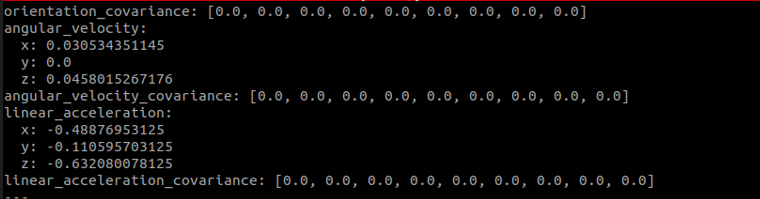 orientation_covariance: [0.0, 0.0, 0.0, 0.0, 0.0, 0.0, 0.0, 0.0, 0.0]
angular_velocity:
  x: 0.030534351145
  y: 0.0
  z: 0.0458015267176
angular_velocity_covariance: [0.0, 0.0, 0.0, 0.0, 0.0, 0.0, 0.0, 0.0, 0.0]
linear_acceleration:
  x: -0.48876953125
  y: -0.110595703125
  z: -0.632080078125
linear_acceleration_covariance: [0.0, 0.0, 0.0, 0.0, 0.0, 0.0, 0.0, 0.0, 0.0]
---